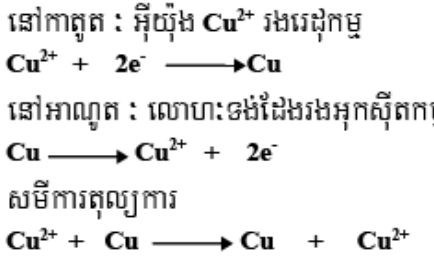 នៅកាតូត : អ៊ីយ៉ុង Cu²⁺ រងរេដុកម្ម
Cu²⁺ + 2e⁻ ⟶ Cu
នៅអាណូត : លោហៈទង់ដែងរងអុកស៊ីតកម្ម
Cu ⟶ Cu²⁺ + 2e⁻
សមីការតុល្យការ
Cu²⁺ + Cu ⟶ Cu + Cu²⁺